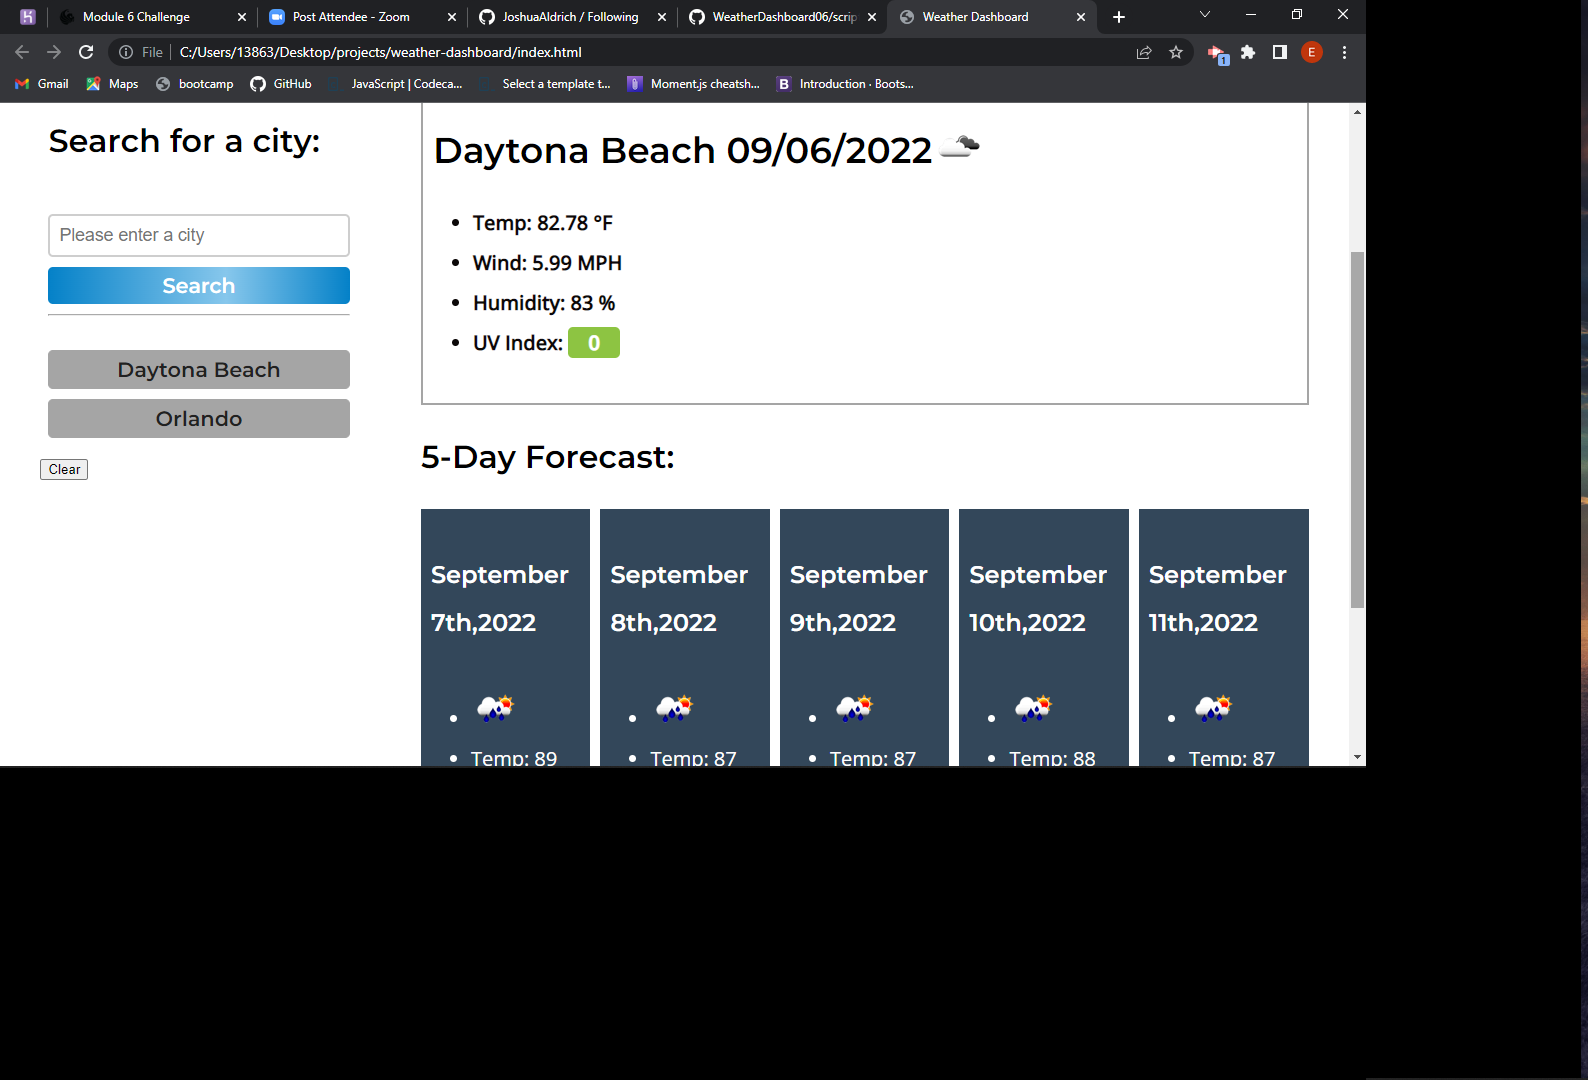 Module 6 Challenge
Post Attendee - Zoom
JoshuaAldrich / Following
WeatherDashboard06/scrip
Weather Dashboard
File
C:/Users/13863/Desktop/projects/weather-dashboard/index.html
1
E
Gmail
Maps
bootcamp
GitHub
JavaScript | Codeca...
Select a template t...
Moment.js cheatsh...
B
Introduction · Boots...
Search for a city:
Please enter a city
Search
Daytona Beach
Orlando
Clear
Daytona Beach 09/06/2022
• Temp: 82.78 °F
• Wind: 5.99 MPH
• Humidity: 83 %
• UV Index: 0
5-Day Forecast:
September
7th,2022
• Temp: 89
September
8th,2022
• Temp: 87
September
9th,2022
• Temp: 87
September
10th,2022
• Temp: 88
September
11th,2022
• Temp: 87